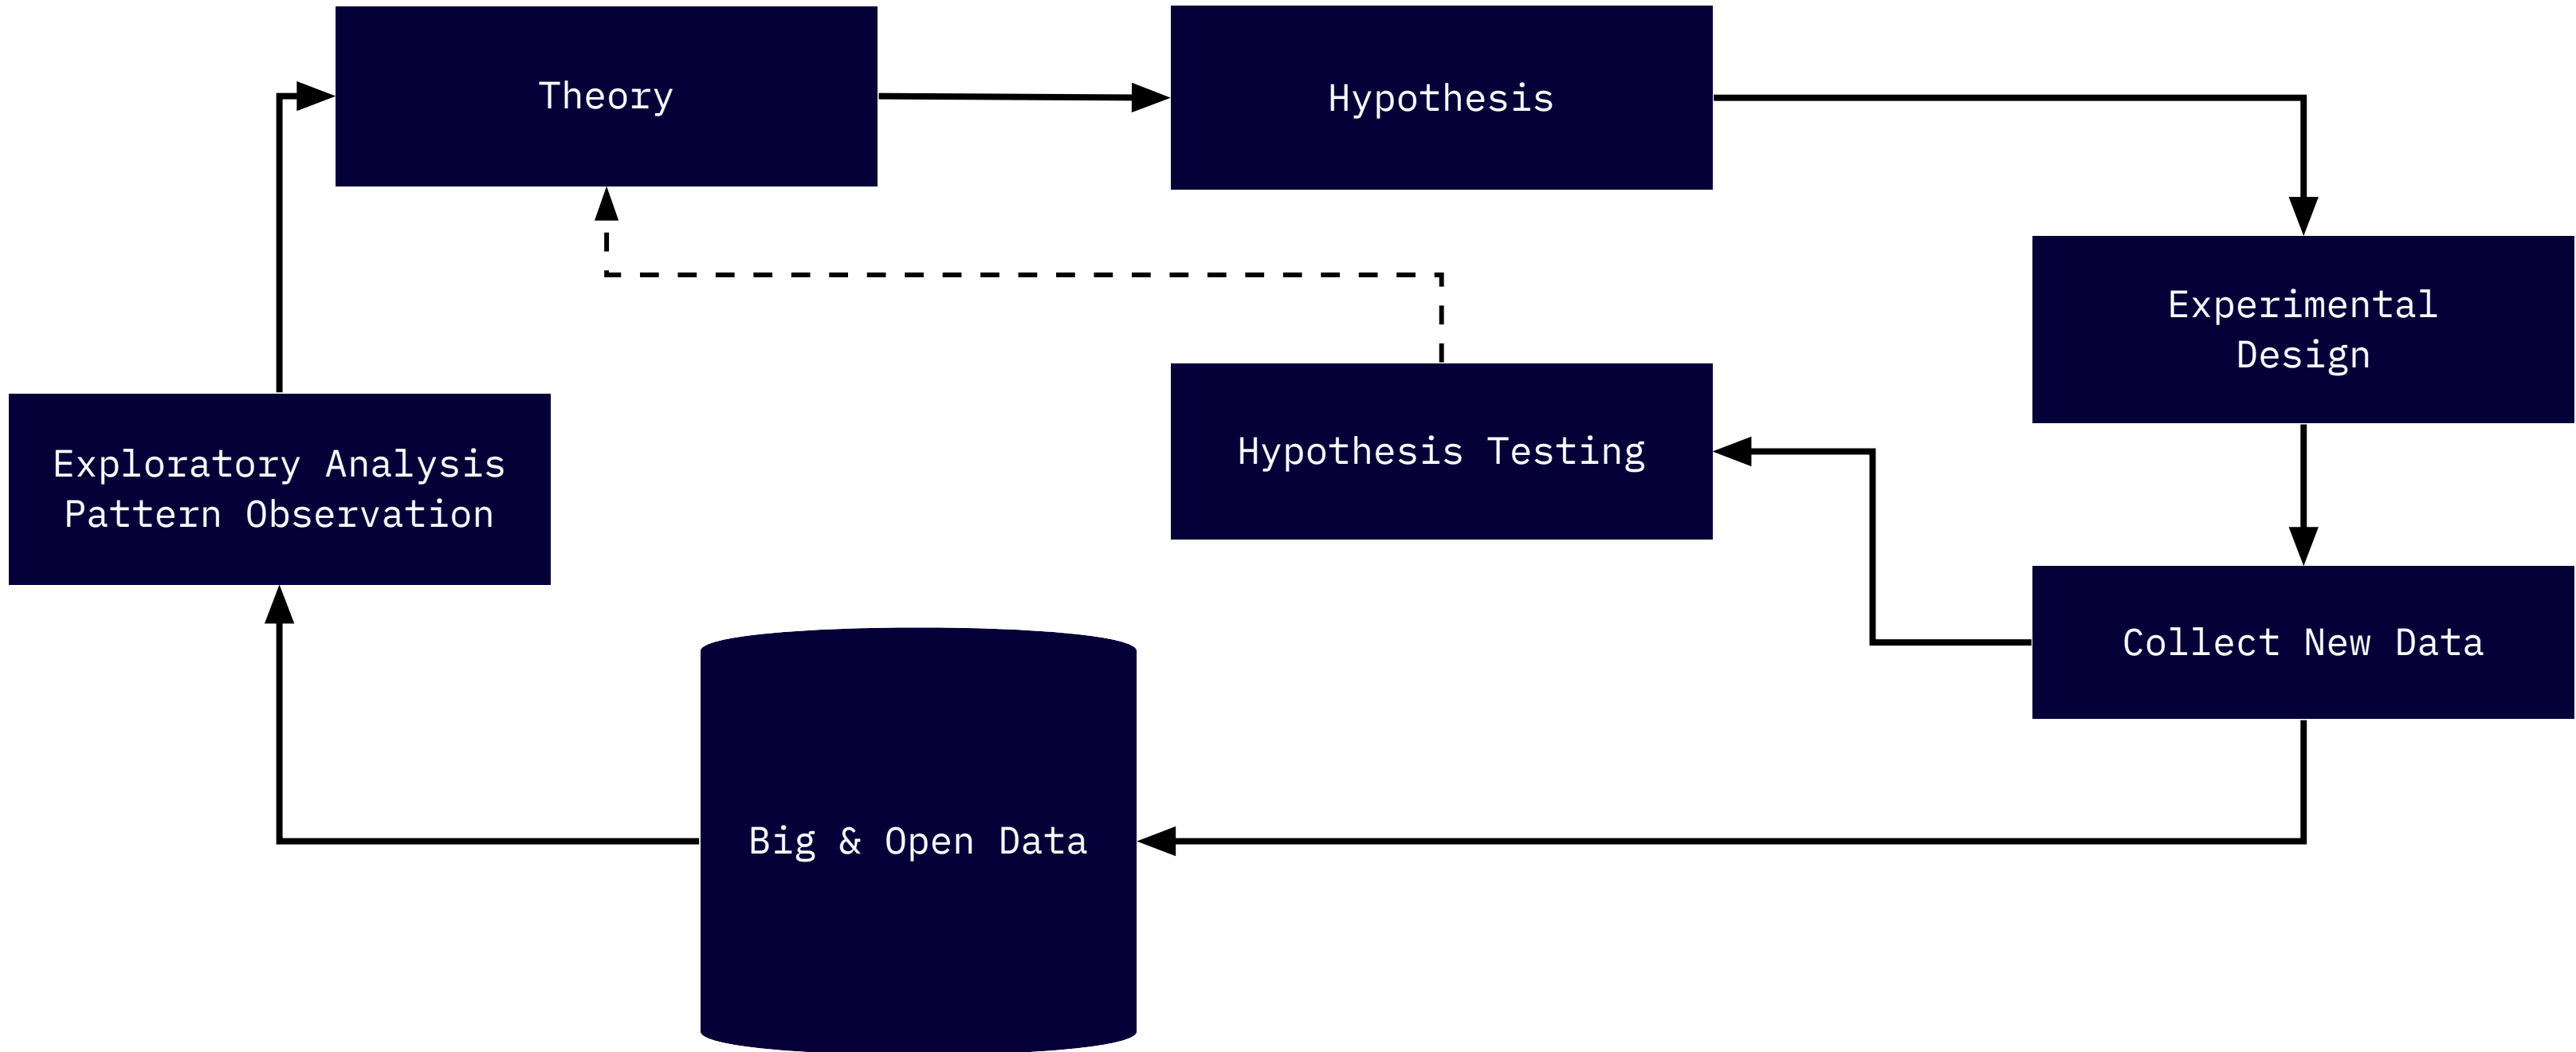 Theory
Hypothesis
Experimental
Design
Hypothesis Testing
Exploratory Analysis
Pattern Observation
Collect New Data
Big & Open Data